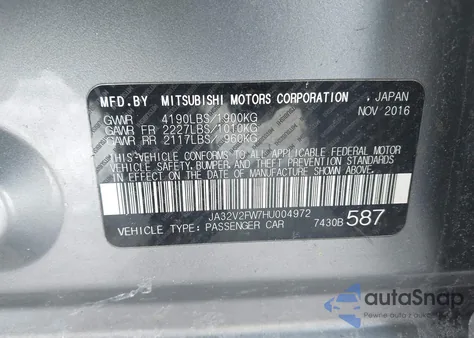 MFD.BY MITSUBISHI MOTORS CORPORATION , JAPAN
NOV 2016
GVWR 4190LBS/1900KG
GAWR FR 2227LBS/1010KG
GAWR RR 2117LBS/ 960KG
THIS VEHICLE CONFORMS TO ALL APPLICABLE FEDERAL MOTOR
VEHICLE SAFETY, BUMPER, AND THEFT PREVENTION STANDARDS
IN EFFECT ON THE DATE OF MANUFACTURE SHOWN ABOVE.
JA32V2FW7HU004972
VEHICLE TYPE: PASSENGER CAR 7430B 587
autoSnap
Pewne auto z